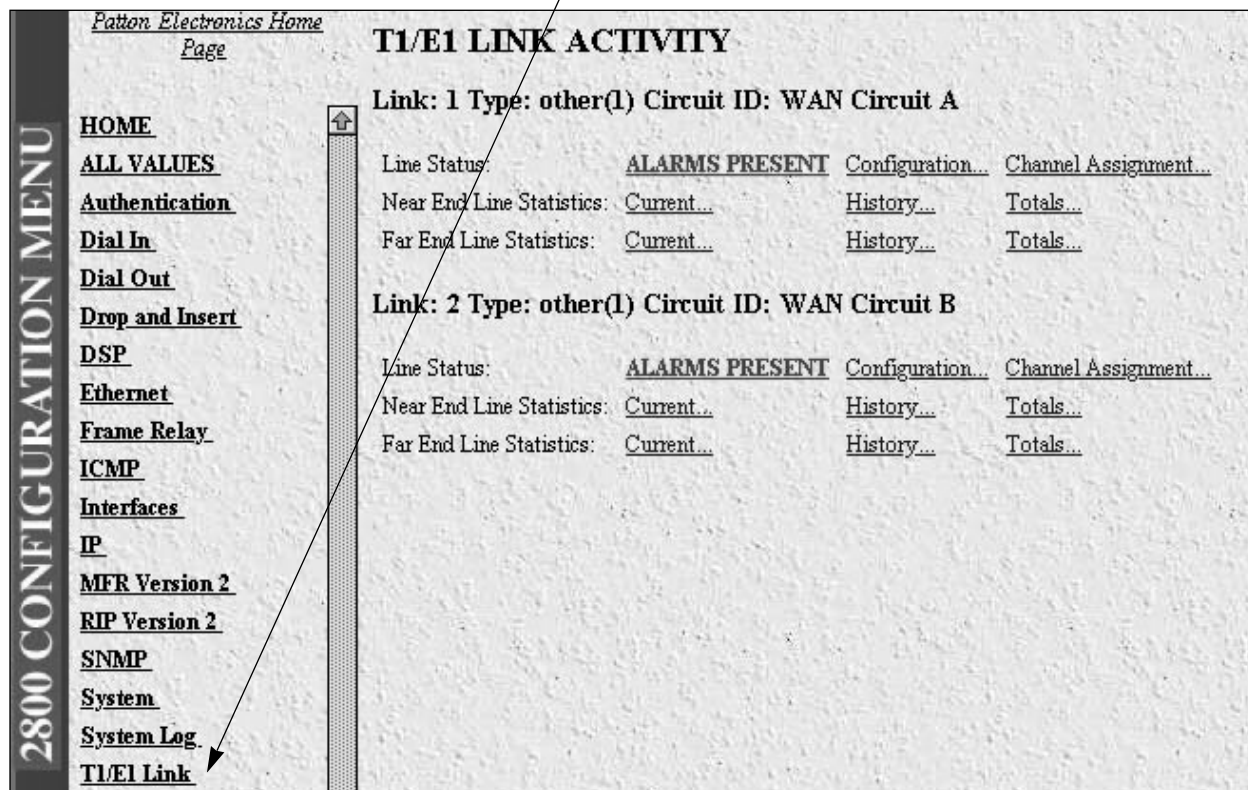 2800 CONFIGURATION MENU
Patton Electronics Home
Page
HOME
ALL VALUES
Authentication
Dial In
Dial Out
Drop and Insert
DSP
Ethernet
Frame Relay
ICMP
Interfaces
IP
MFR Version 2
RIP Version 2
SNMP
System
System Log
T1/E1 Link
T1/E1 LINK ACTIVITY
Link: 1 Type: other(1) Circuit ID: WAN Circuit A
Line Status: ALARMS PRESENT Configuration... Channel Assignment...
Near End Line Statistics: Current... History... Totals...
Far End Line Statistics: Current... History... Totals...
Link: 2 Type: other(1) Circuit ID: WAN Circuit B
Line Status: ALARMS PRESENT Configuration... Channel Assignment...
Near End Line Statistics: Current... History... Totals...
Far End Line Statistics: Current... History... Totals...